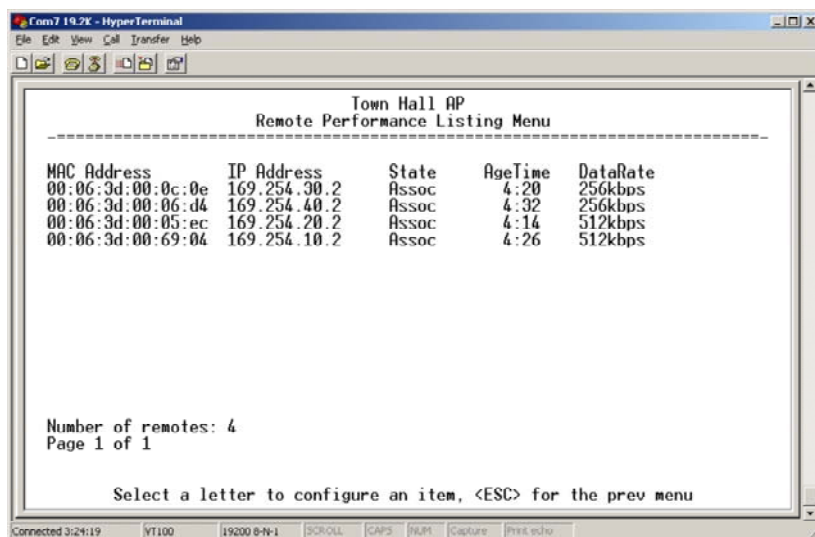 Com7 19.2K - HyperTerminal
File Edit View Call Transfer Help
Town Hall AP
Remote Performance Listing Menu
MAC Address IP Address State AgeTime DataRate
00:06:3d:00:0c:0e 169.254.30.2 Assoc 4:20 256kbps
00:06:3d:00:06:d4 169.254.40.2 Assoc 4:32 256kbps
00:06:3d:00:05:ec 169.254.20.2 Assoc 4:14 512kbps
00:06:3d:00:69:04 169.254.10.2 Assoc 4:26 512kbps
Number of remotes: 4
Page 1 of 1
Select a letter to configure an item, <ESC> for the prev menu
Connected 3:24:19 VT100 19200 8-N-1 SCROLL CAPS NUM Capture Print echo